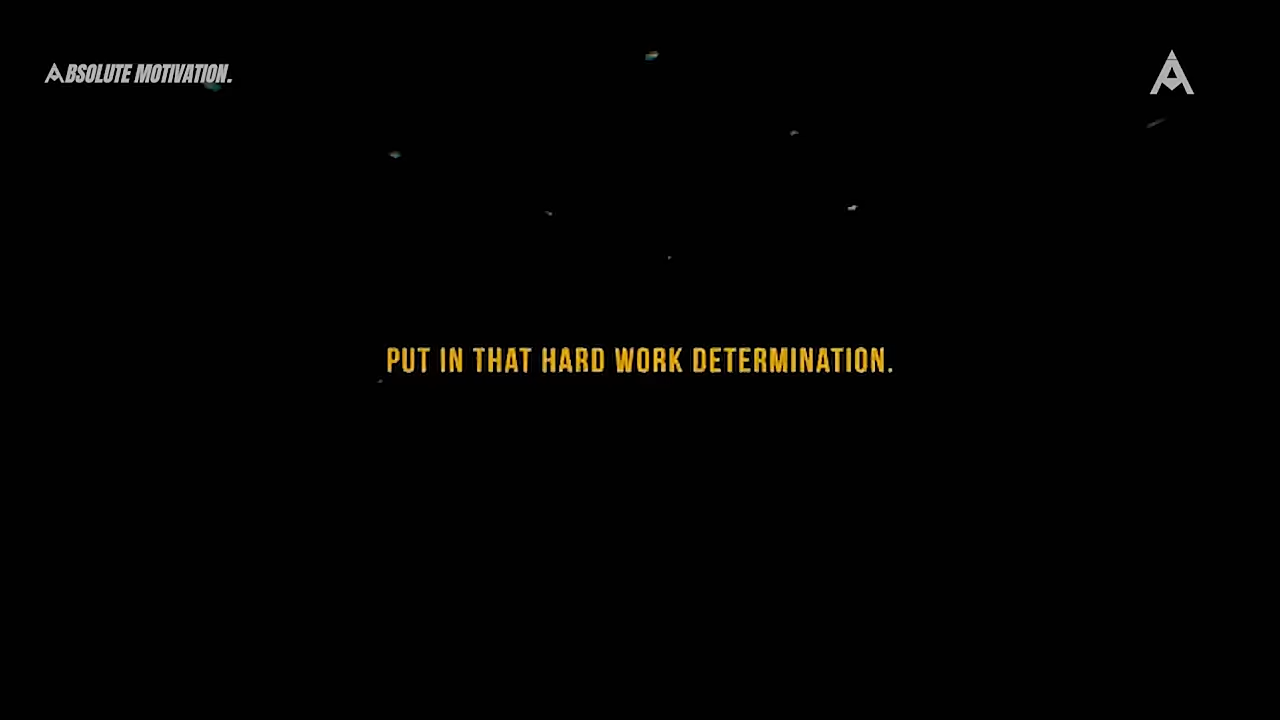 ABSOLUTE MOTIVATION.
PUT IN THAT HARD WORK DETERMINATION.